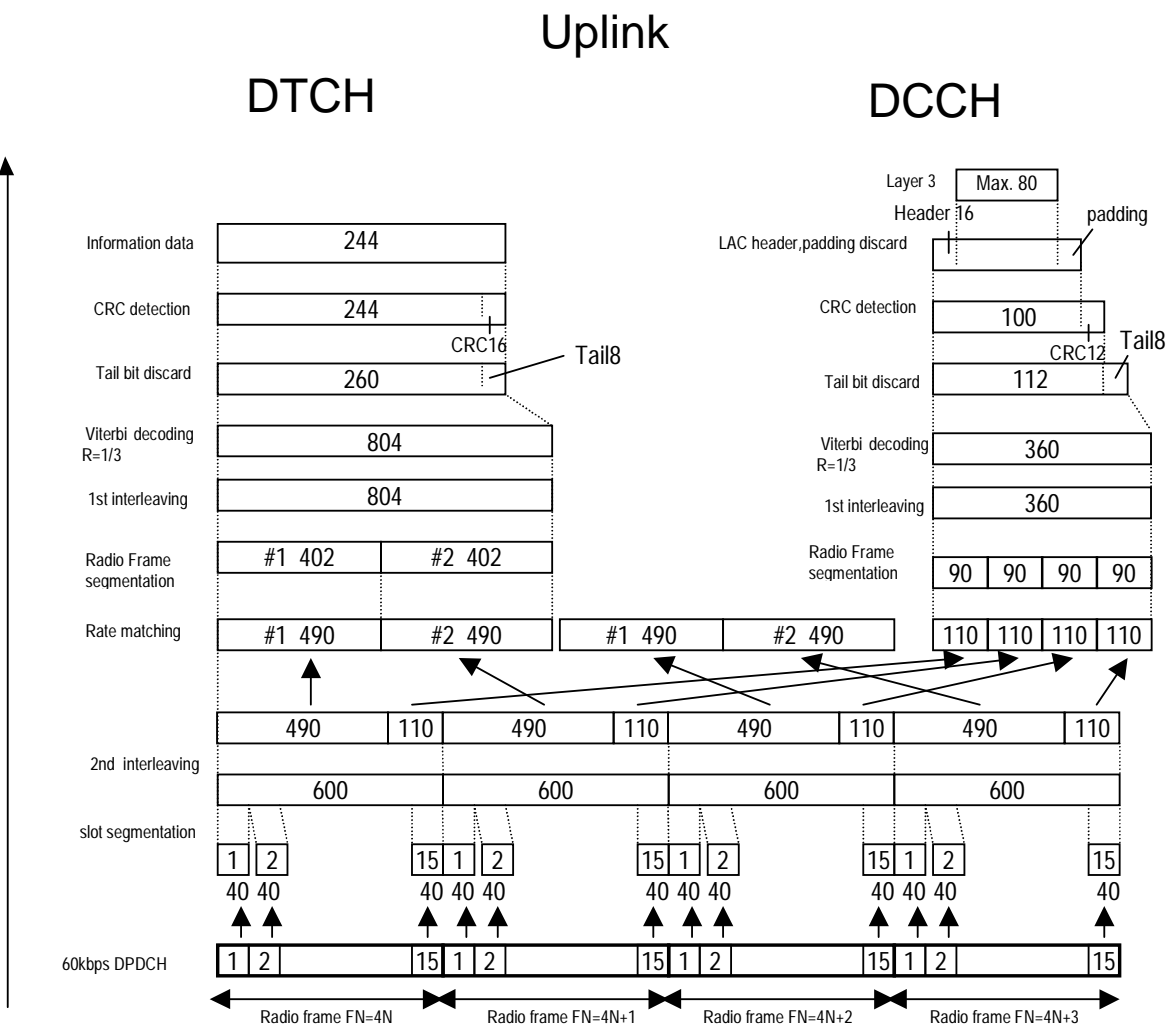 Uplink
DTCH
DCCH
Layer 3 Max. 80
Header 16 padding
Information data 244
LAC header,padding discard
CRC detection 244
CRC16
CRC detection 100
CRC12
Tail bit discard 260 Tail8
Tail bit discard 112 Tail8
Viterbi decoding
R=1/3
804
Viterbi decoding
R=1/3
360
1st interleaving 804
1st interleaving 360
Radio Frame
segmentation
#1 402 #2 402
Radio Frame
segmentation
90 90 90 90
Rate matching #1 490 #2 490 #1 490 #2 490 110 110 110 110
490 110 490 110 490 110 490 110
2nd interleaving
600 600 600 600
slot segmentation
1 2 15 1 2 15 1 2 15 1 2 15
40 40 40 40 40 40 40 40 40 40 40 40
60kbps DPDCH 1 2 15 1 2 15 1 2 15 1 2 15
Radio frame FN=4N Radio frame FN=4N+1 Radio frame FN=4N+2 Radio frame FN=4N+3